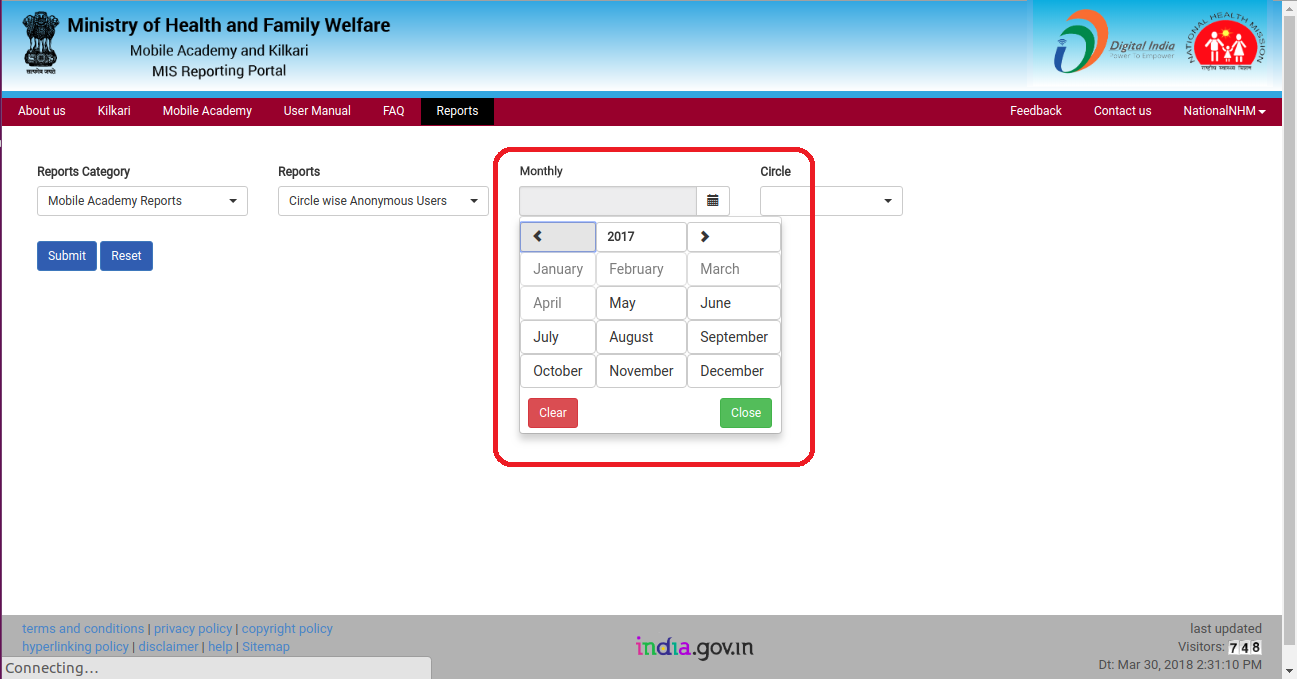 Ministry of Health and Family Welfare
Mobile Academy and Kilkari
MIS Reporting Portal
सत्यमेव जयते
Digital India
Power To Empower
NATIONAL HEALTH MISSION
About us Kilkari Mobile Academy User Manual FAQ Reports Feedback Contact us NationalNHM
Reports Category Reports Monthly Circle
Mobile Academy Reports Circle wise Anonymous Users
2017
January February March
April May June
July August September
October November December
Clear Close
Submit Reset
terms and conditions | privacy policy | copyright policy
hyperlinking policy | disclaimer | help | Sitemap
india.gov.in
last updated
Visitors: 748
Dt: Mar 30, 2018 2:31:10 PM
Connecting...